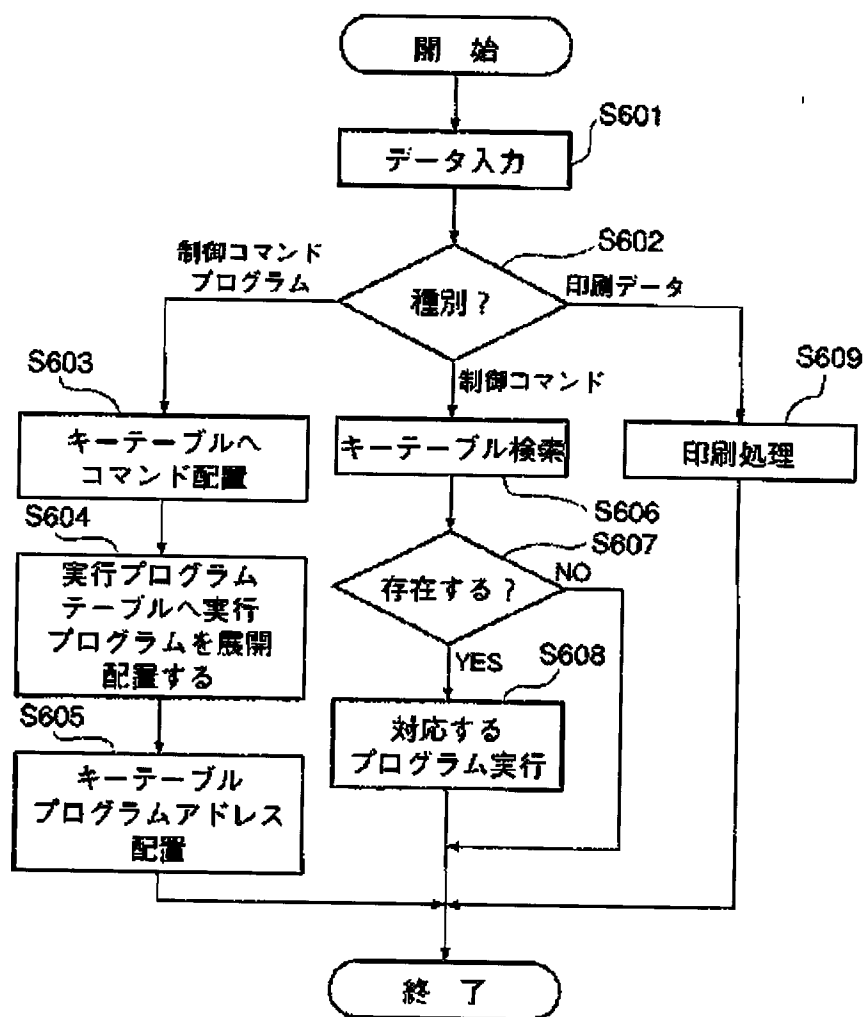 開 始
S601
データ入力
S602
制御コマンド
プログラム
種別？
印刷データ
制御コマンド
S603
キーテーブルへ
コマンド配置
キーテーブル検索
S606
S609
印刷処理
S604
実行プログラム
テーブルへ実行
プログラムを展開
配置する
S607
存在する？
NO
YES
S608
対応する
プログラム実行
S605
キーテーブル
プログラムアドレス
配置
終 了